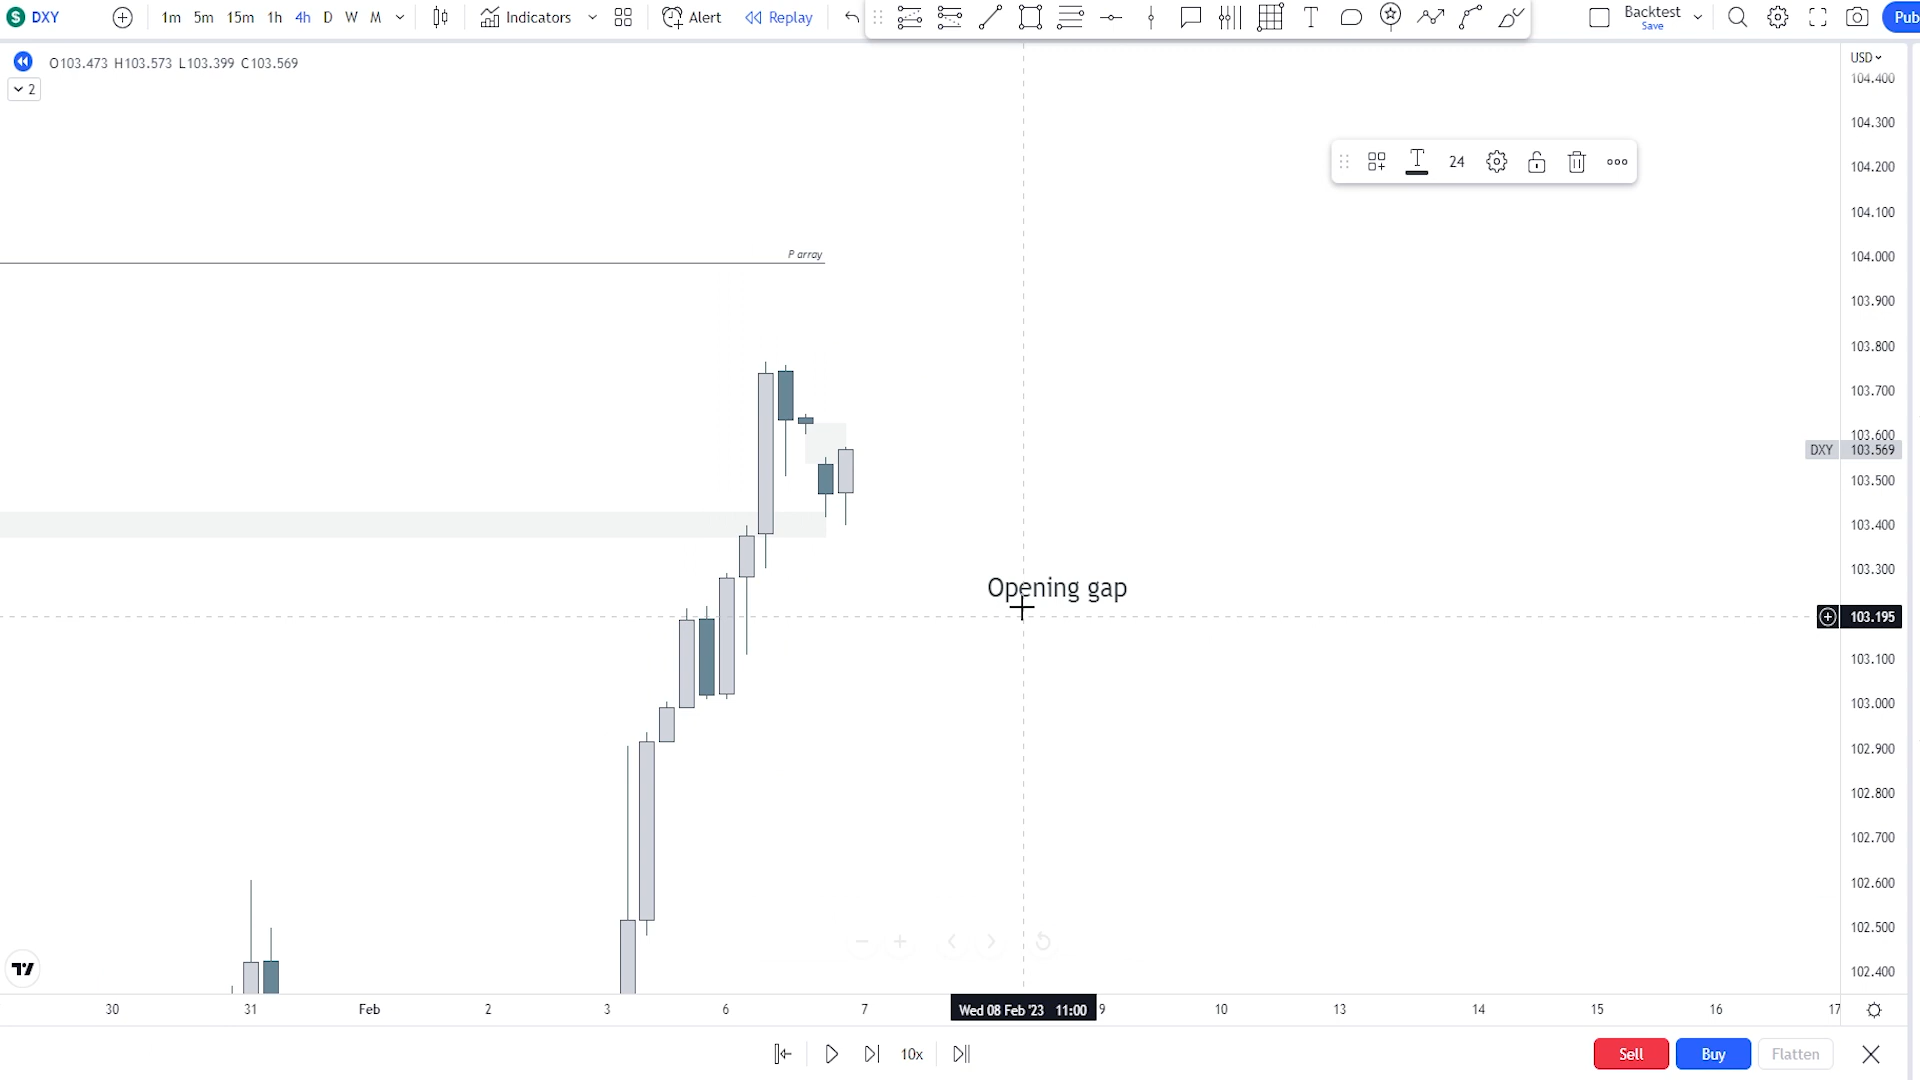 DXY
1m 5m 15m 1h 4h D W M Indicators Alert Replay T Backtest Pub
Save
O103.473 H103.573 L103.399 C103.569
2
USD
104.400
104.300
104.200
T 24
104.100
P array
104.000
103.900
103.800
103.700
103.600
DXY 103.569
103.500
103.400
103.300
Opening gap
103.195
103.100
103.000
102.900
102.800
102.700
102.600
102.500
102.400
30 31 Feb 2 3 6 7 Wed 08 Feb '23 11:00 9 10 13 14 15 16 17
10x Sell Buy Flatten